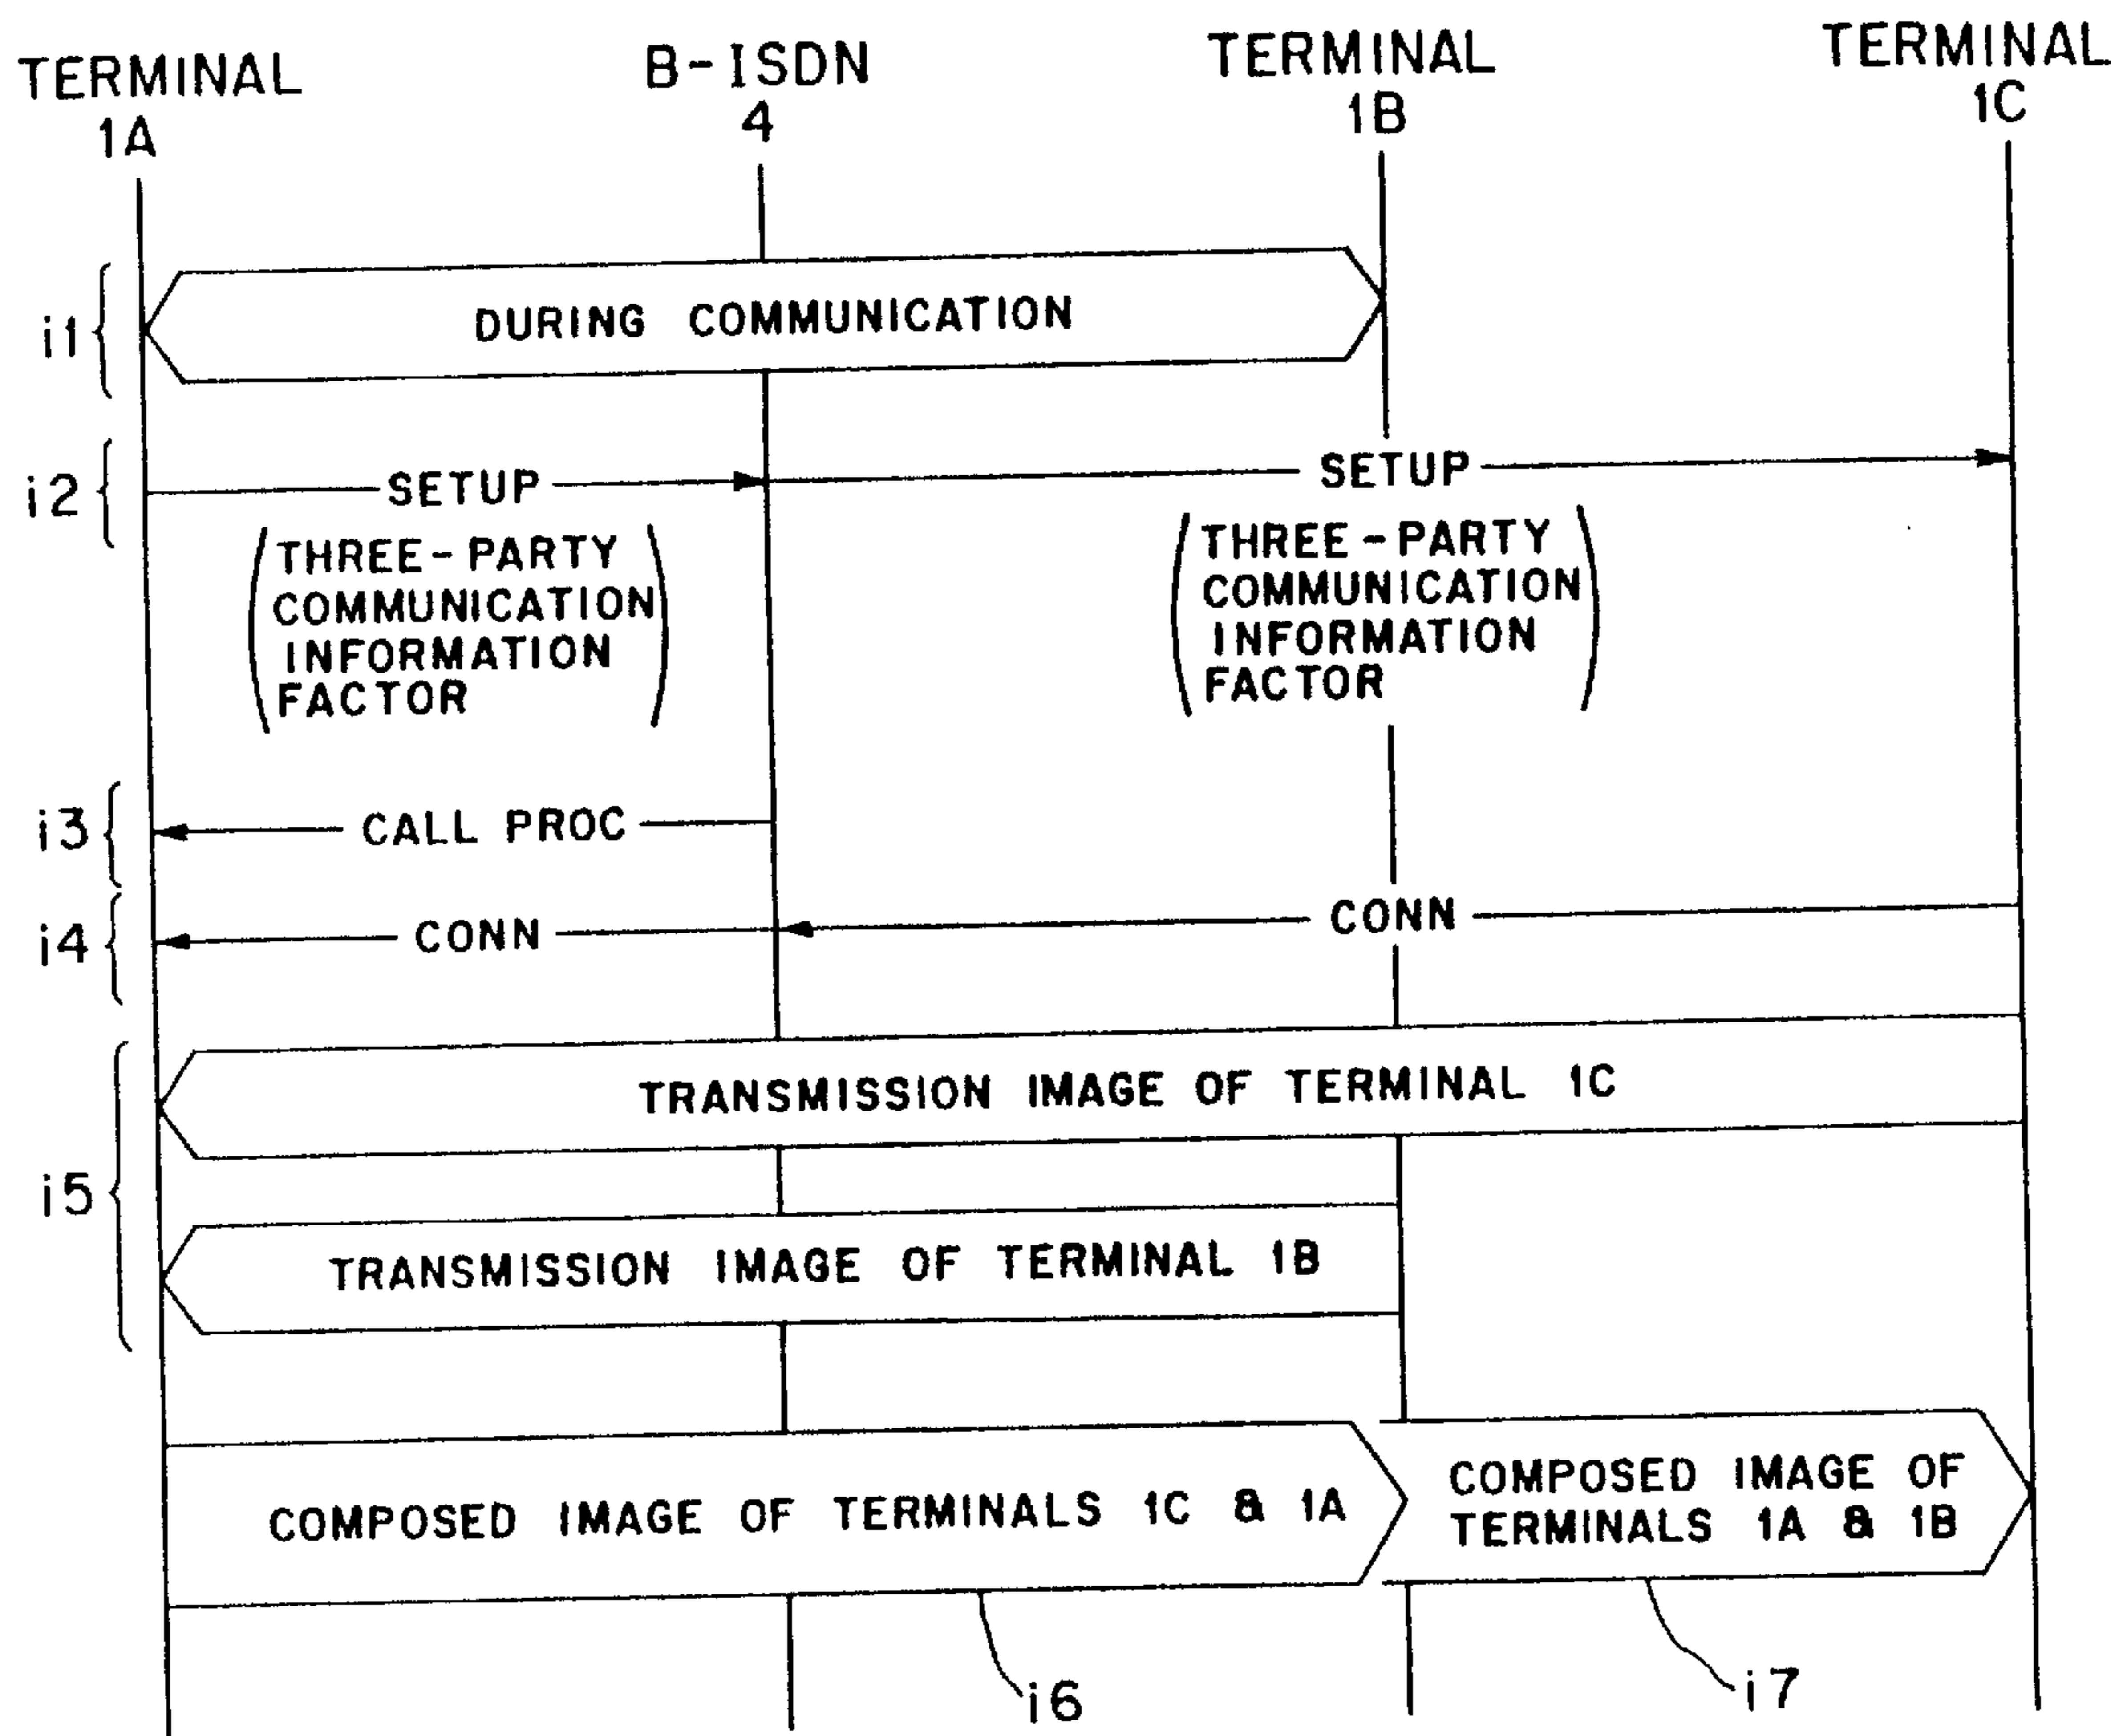 TERMINAL
1A
B-ISDN
4
TERMINAL
1B
TERMINAL
1C
i1
DURING COMMUNICATION
i2
SETUP
SETUP
THREE-PARTY
COMMUNICATION
INFORMATION
FACTOR
THREE-PARTY
COMMUNICATION
INFORMATION
FACTOR
i3
CALL PROC
i4
CONN
CONN
i5
TRANSMISSION IMAGE OF TERMINAL 1C
TRANSMISSION IMAGE OF TERMINAL 1B
COMPOSED IMAGE OF TERMINALS 1C & 1A
COMPOSED IMAGE OF
TERMINALS 1A & 1B
i6
i7